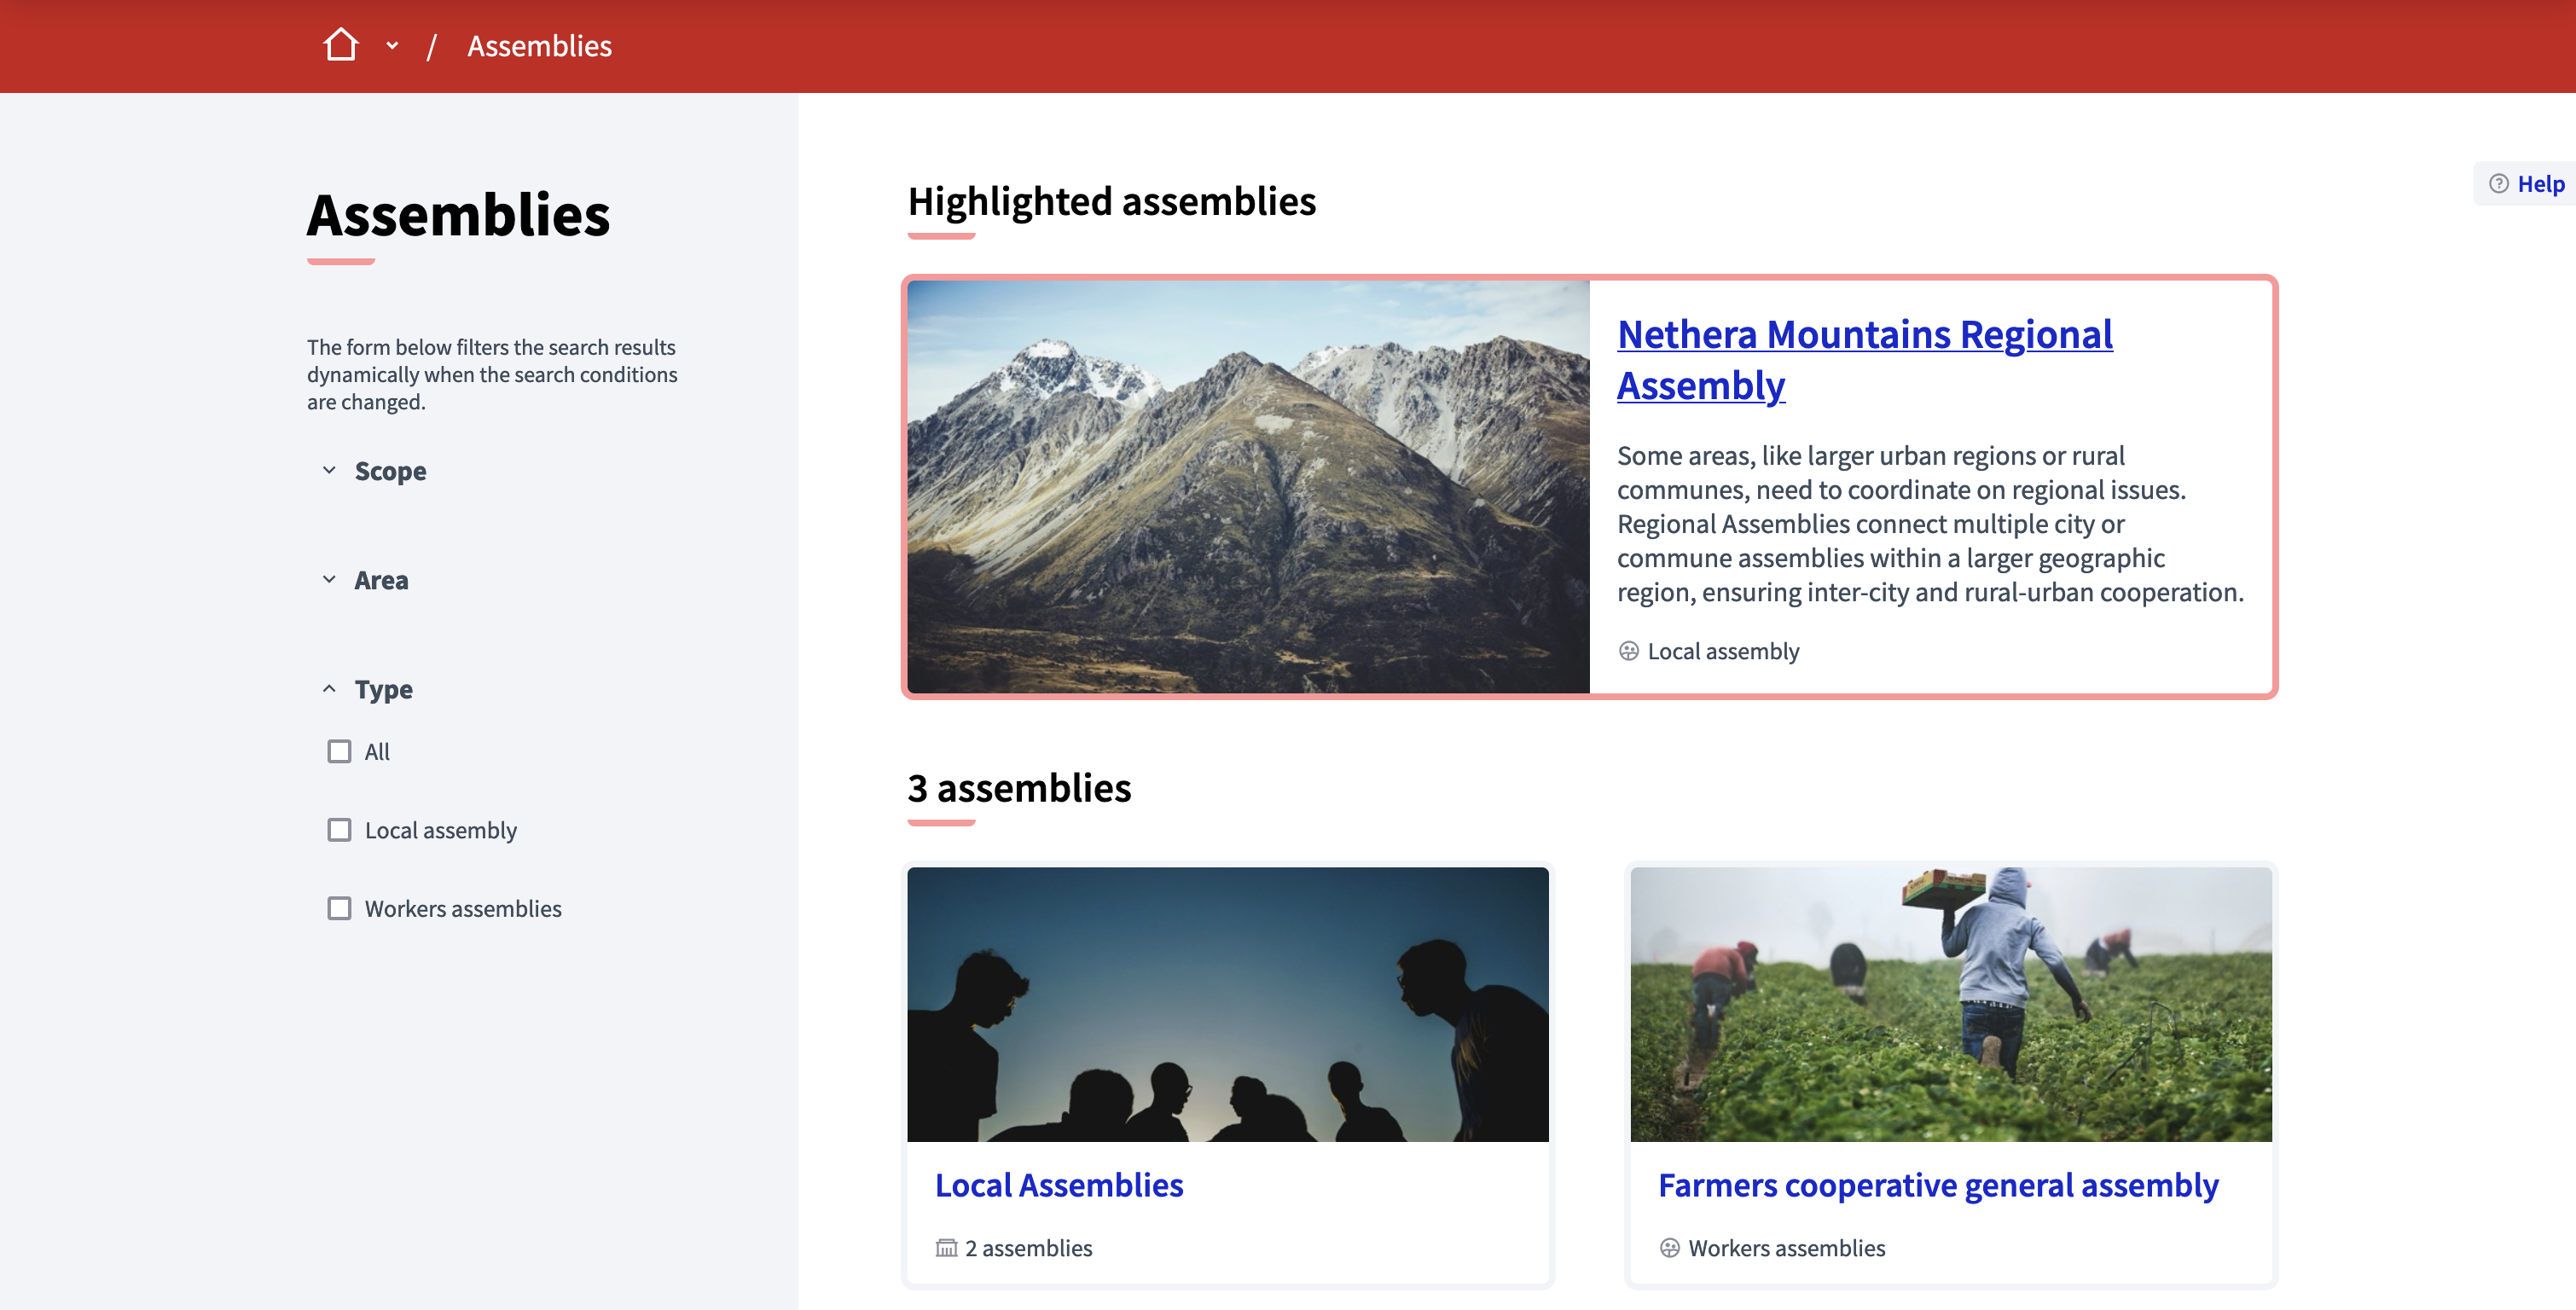 / Assemblies
Assemblies
The form below filters the search results
dynamically when the search conditions
are changed.
Scope
Area
Type
All
Local assembly
Workers assemblies
Highlighted assemblies
Help
Nethera Mountains Regional
Assembly
Some areas, like larger urban regions or rural
communes, need to coordinate on regional issues.
Regional Assemblies connect multiple city or
commune assemblies within a larger geographic
region, ensuring inter-city and rural-urban cooperation.
Local assembly
3 assemblies
Local Assemblies
2 assemblies
Farmers cooperative general assembly
Workers assemblies